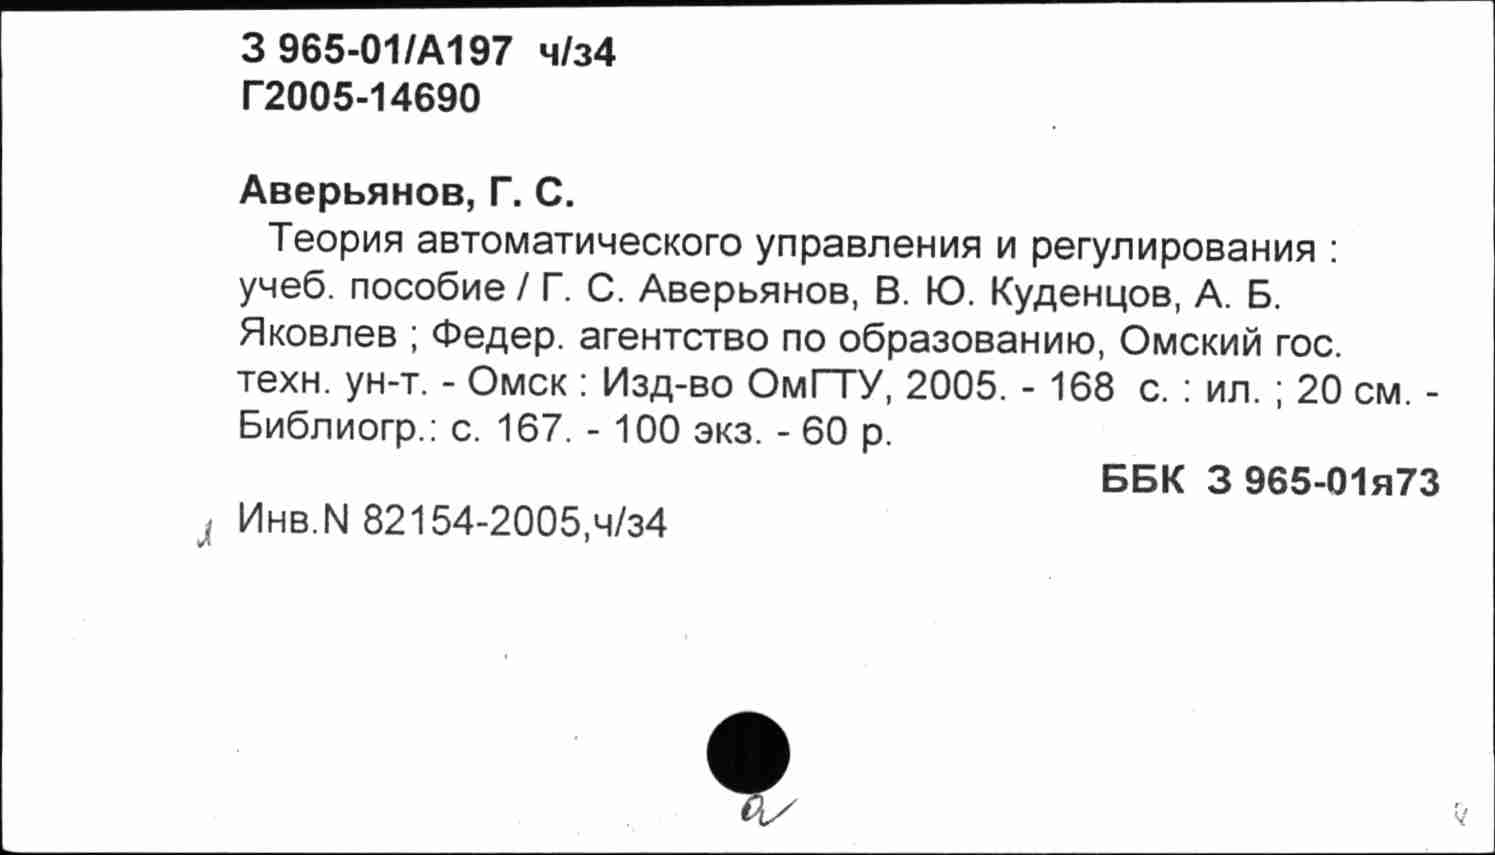 З 965-01/А197 ч/з4
Г2005-14690
Аверьянов, Г. С.
Теория автоматического управления и регулирования :
учеб. пособие / Г. С. Аверьянов, В. Ю. Куденцов, А. Б.
Яковлев ; Федер. агентство по образованию, Омский гос.
техн. ун-т. - Омск : Изд-во ОмГТУ, 2005. - 168 с. : ил. ; 20 см. -
Библиогр.: с. 167. - 100 экз. - 60 р.
ББК З 965-01я73
Инв.N 82154-2005,ч/з4